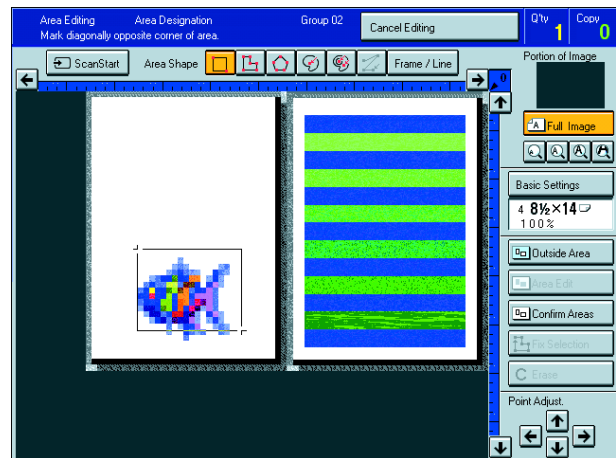 Area Editing Area Designation Group 02
Mark diagonally opposite corner of area.
Cancel Editing
Q'ty Copy
1 0
ScanStart Area Shape Frame / Line
Portion of Image
0
A Full Image
A A A A
Basic Settings
4 8½×14
100%
Outside Area
Area Edit
Confirm Areas
Fix Selection
C Erase
Point Adjust.